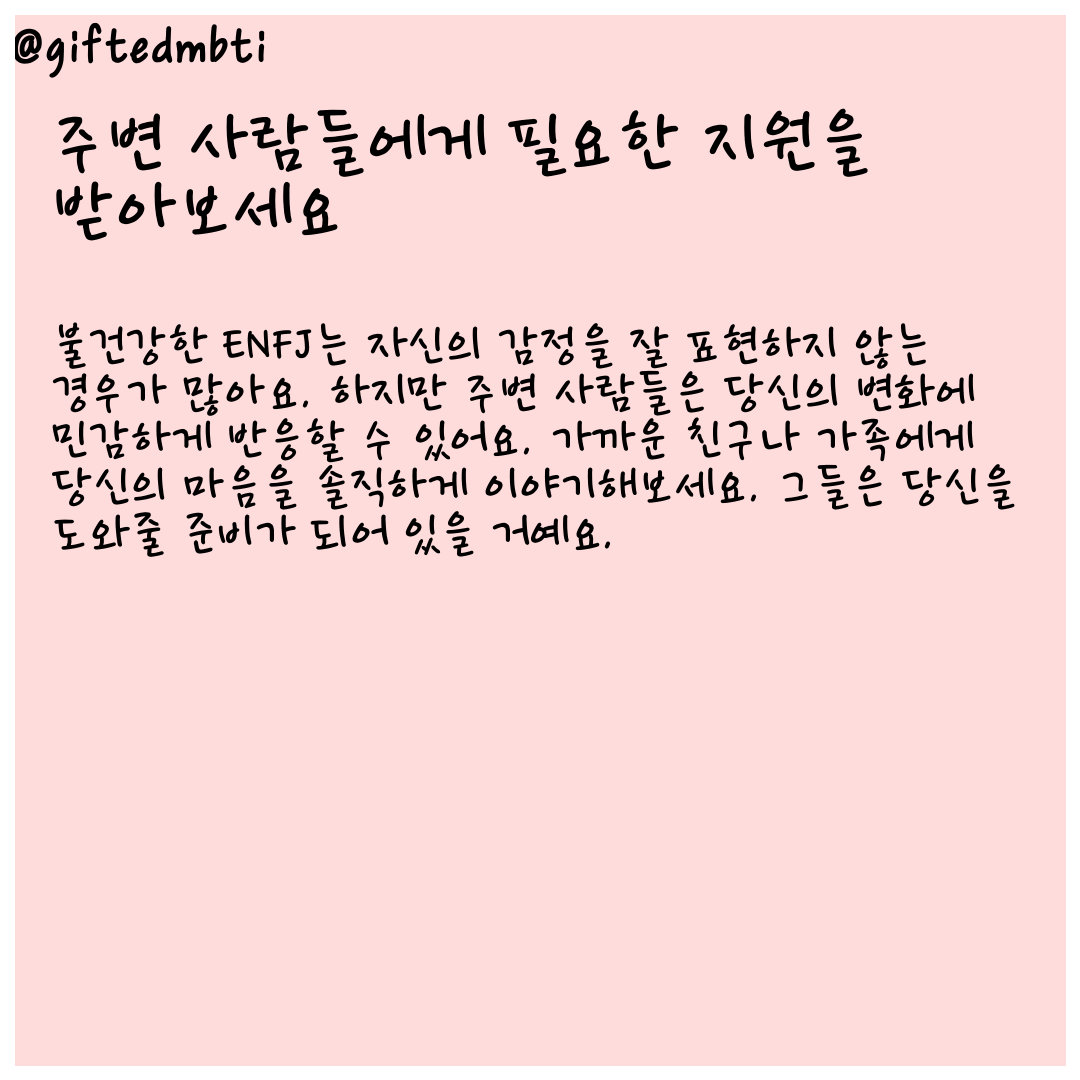 @giftedmbti
주변 사람들에게 필요한 지원을
받아보세요
불건강한 ENFJ는 자신의 감정을 잘 표현하지 않는
경우가 많아요. 하지만 주변 사람들은 당신의 변화에
민감하게 반응할 수 있어요. 가까운 친구나 가족에게
당신의 마음을 솔직하게 이야기해보세요. 그들은 당신을
도와줄 준비가 되어 있을 거예요.